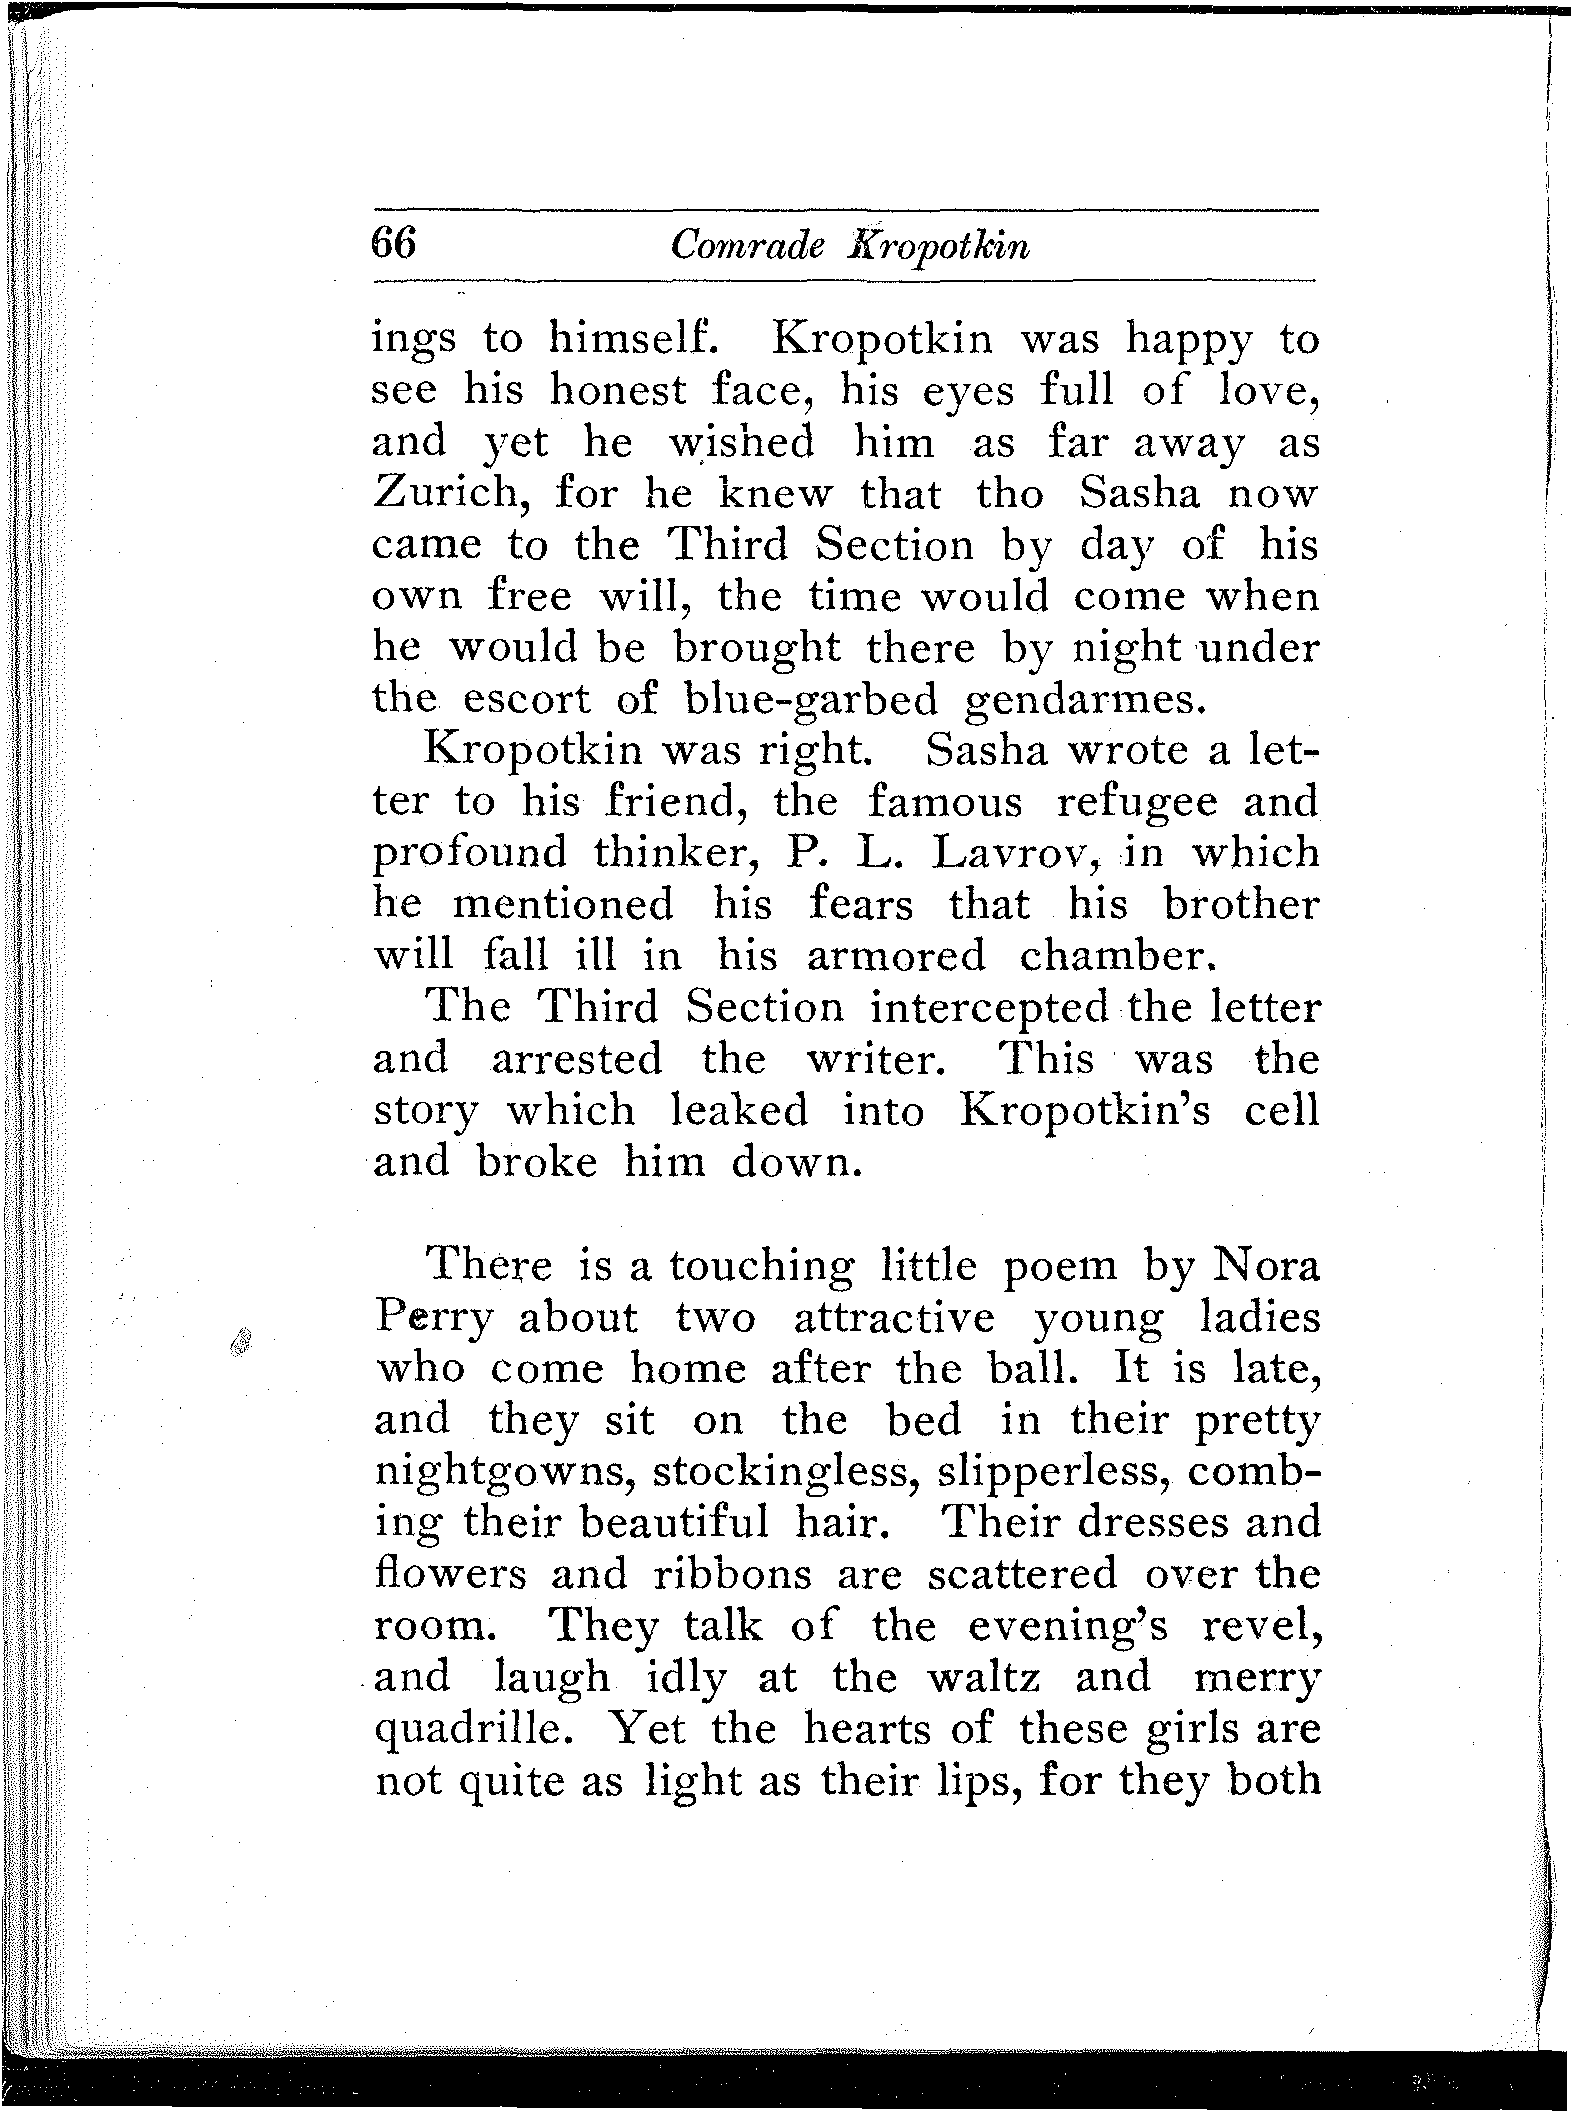 66 Comrade Kropotkin
ings to himself. Kropotkin was happy to
see his honest face, his eyes full of love,
and yet he wished him as far away as
Zurich, for he knew that tho Sasha now
came to the Third Section by day of his
own free will, the time would come when
he would be brought there by night under
the escort of blue-garbed gendarmes.
Kropotkin was right. Sasha wrote a let-
ter to his friend, the famous refugee and
profound thinker, P. L. Lavrov, in which
he mentioned his fears that his brother
will fall ill in his armored chamber.
The Third Section intercepted the letter
and arrested the writer. This was the
story which leaked into Kropotkin's cell
and broke him down.
There is a touching little poem by Nora
Perry about two attractive young ladies
who come home after the ball. It is late,
and they sit on the bed in their pretty
nightgowns, stockingless, slipperless, comb-
ing their beautiful hair. Their dresses and
flowers and ribbons are scattered over the
room. They talk of the evening's revel,
and laugh idly at the waltz and merry
quadrille. Yet the hearts of these girls are
not quite as light as their lips, for they both